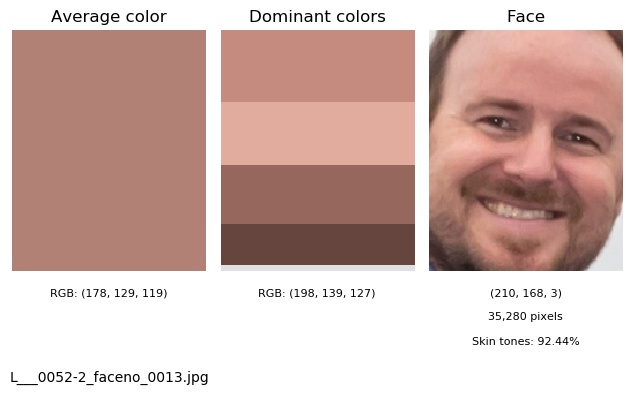 Average color
Dominant colors
Face
RGB: (178, 129, 119)
RGB: (198, 139, 127)
(210, 168, 3)
35,280 pixels
Skin tones: 92.44%
L___0052-2_faceno_0013.jpg